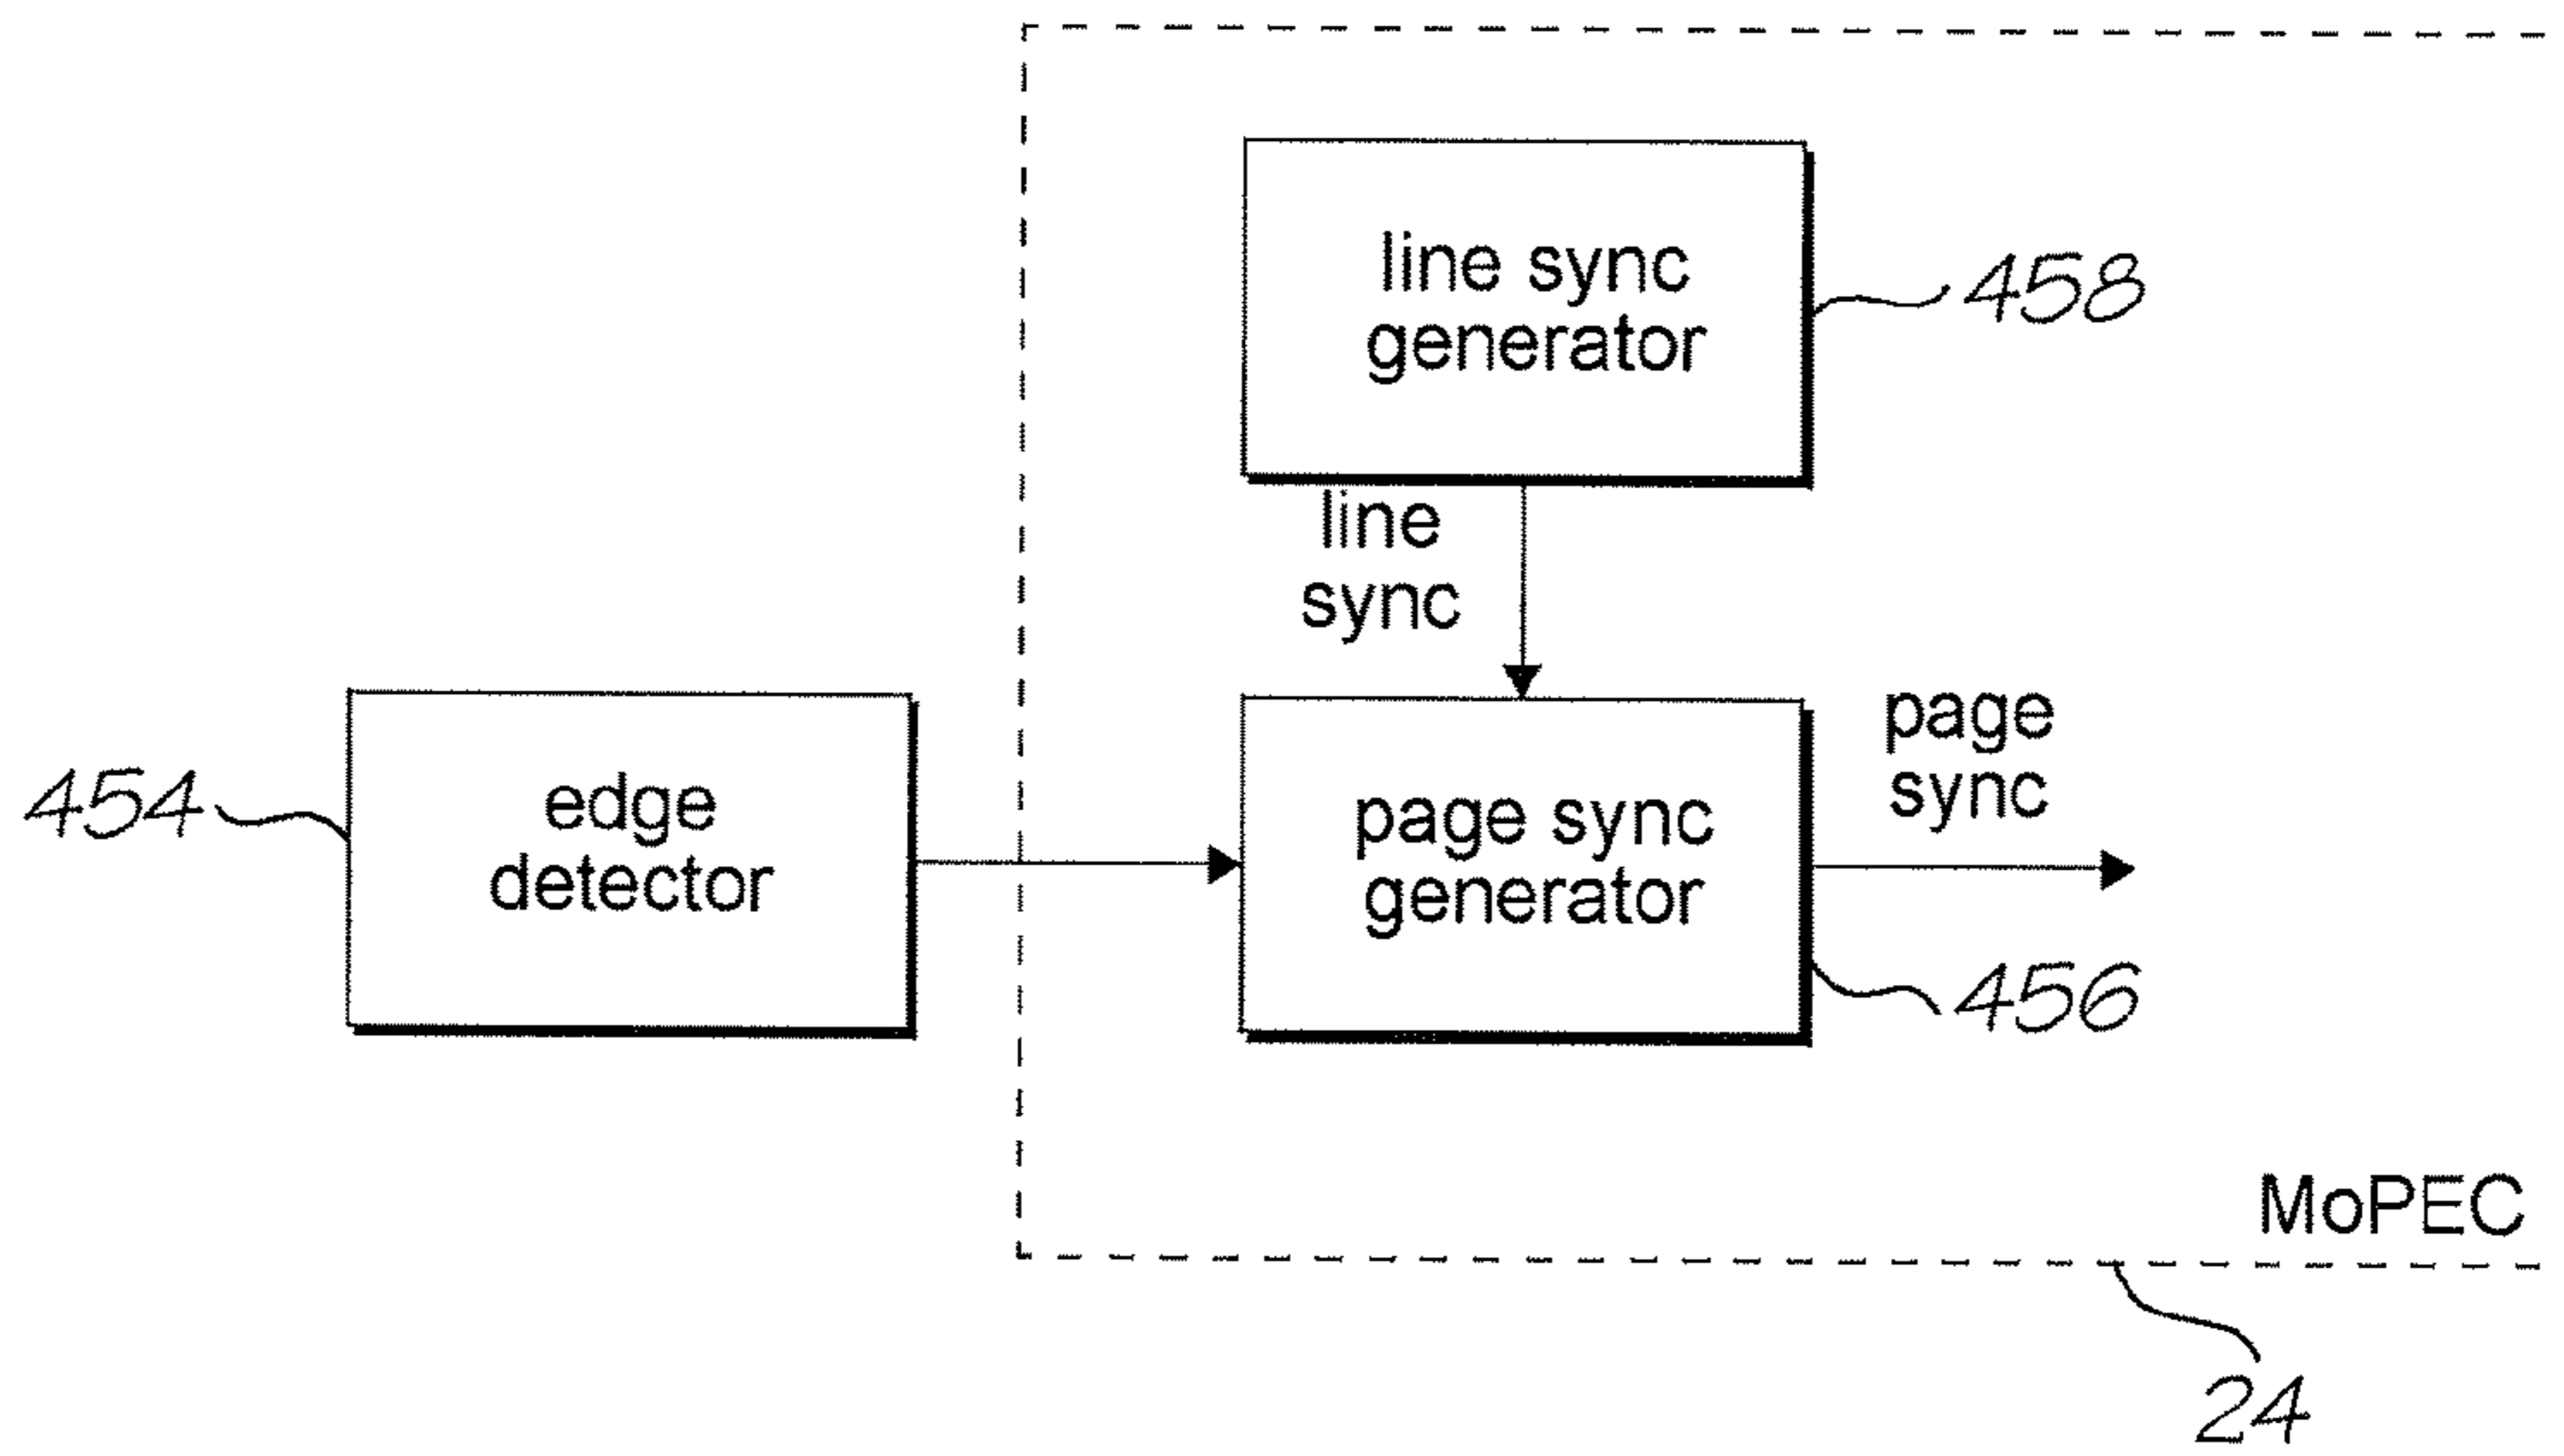 line sync
generator
458
line
sync
454
edge
detector
page sync
generator
page
sync
456
MoPEC
24